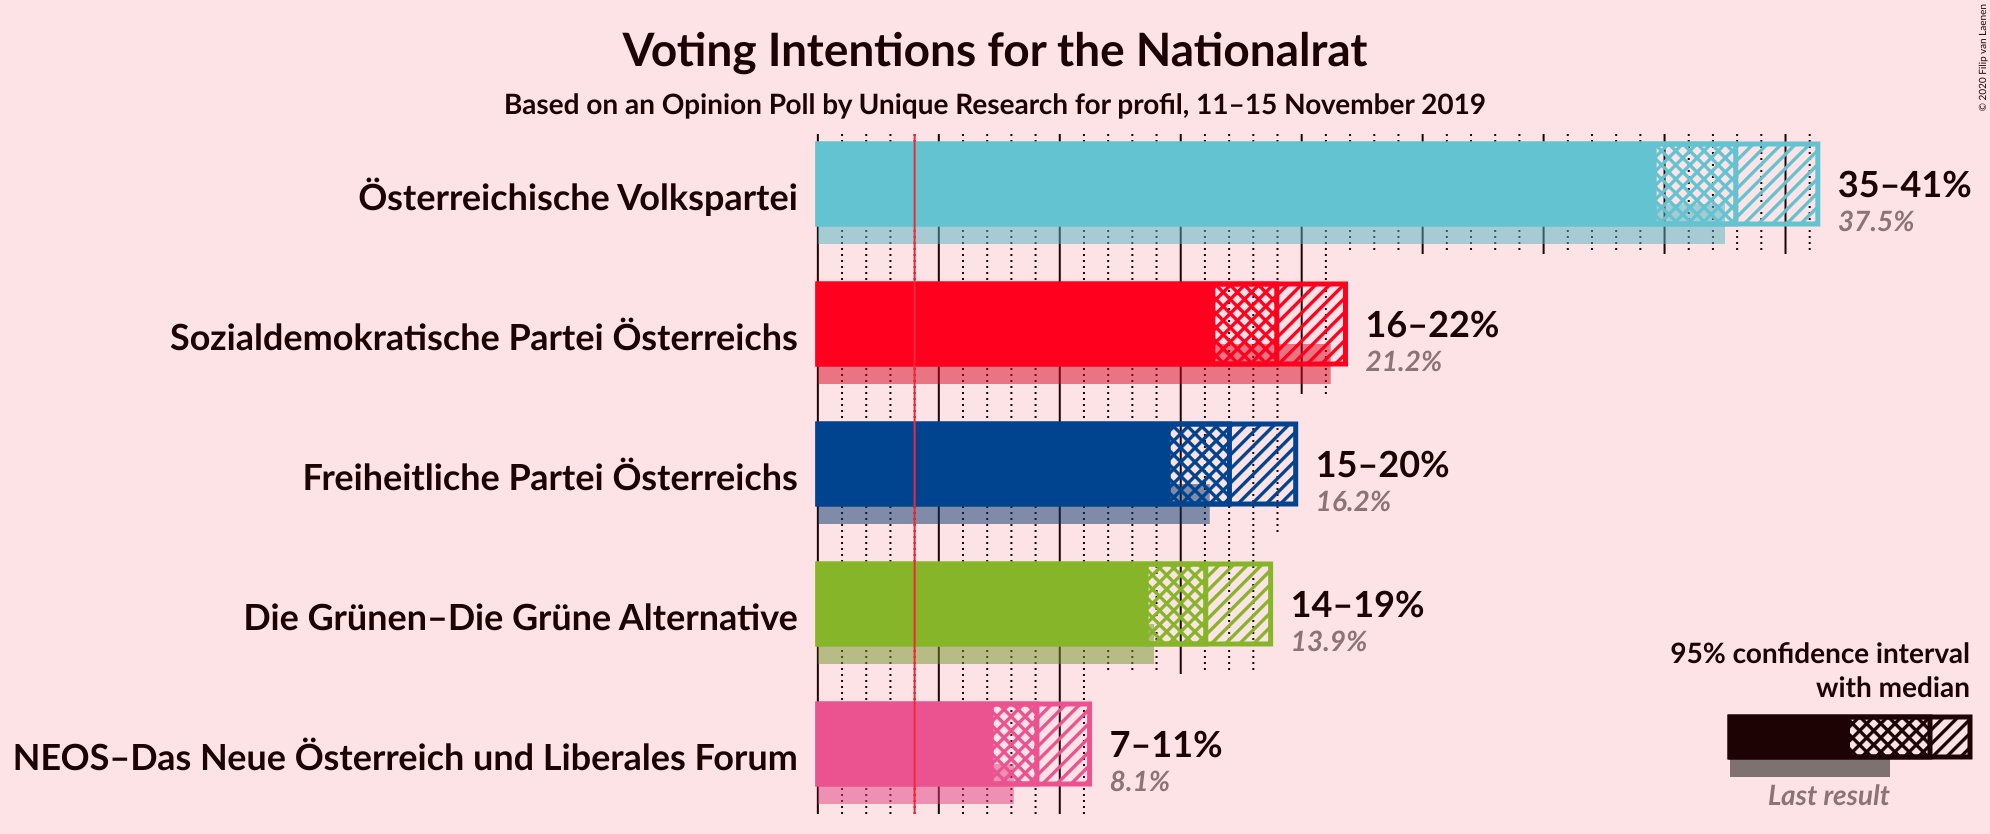 Voting Intentions for the Nationalrat
Based on an Opinion Poll by Unique Research for profil, 11–15 November 2019
© 2020 Filip van Laenen
Österreichische Volkspartei
35–41%
37.5%
Sozialdemokratische Partei Österreichs
16–22%
21.2%
Freiheitliche Partei Österreichs
15–20%
16.2%
Die Grünen–Die Grüne Alternative
14–19%
13.9%
NEOS–Das Neue Österreich und Liberales Forum
7–11%
8.1%
95% confidence interval
with median
Last result